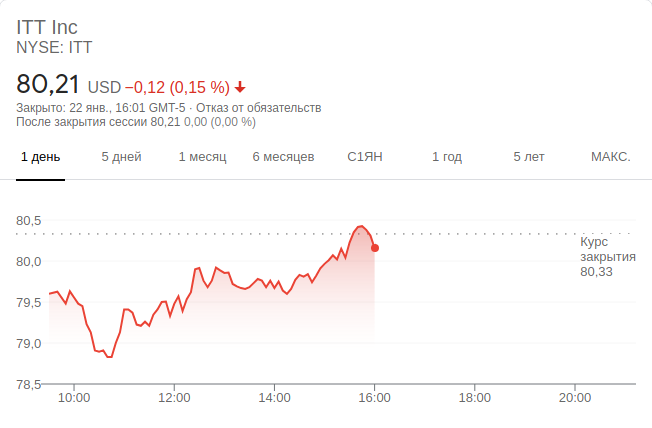 ITT Inc
NYSE: ITT
80,21 USD −0,12 (0,15 %)
Закрыто: 22 янв., 16:01 GMT-5 · Отказ от обязательств
После закрытия сессии 80,21 0,00 (0,00 %)
1 день 5 дней 1 месяц 6 месяцев С1ЯН 1 год 5 лет МАКС.
80,5
Курс
закрытия
80,33
80,0
79,5
79,0
78,5
10:00 12:00 14:00 16:00 18:00 20:00